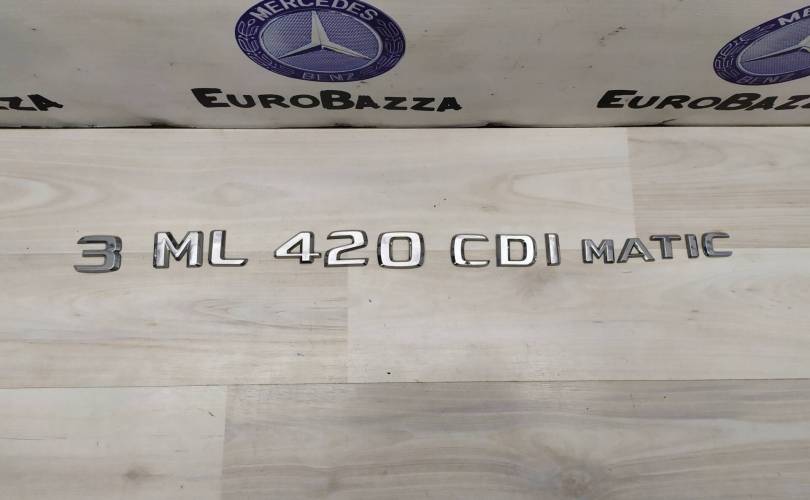 MERCEDES
BENZ
EUROBAZZA
EUROBAZZA
3 ML 420 CDI MATIC